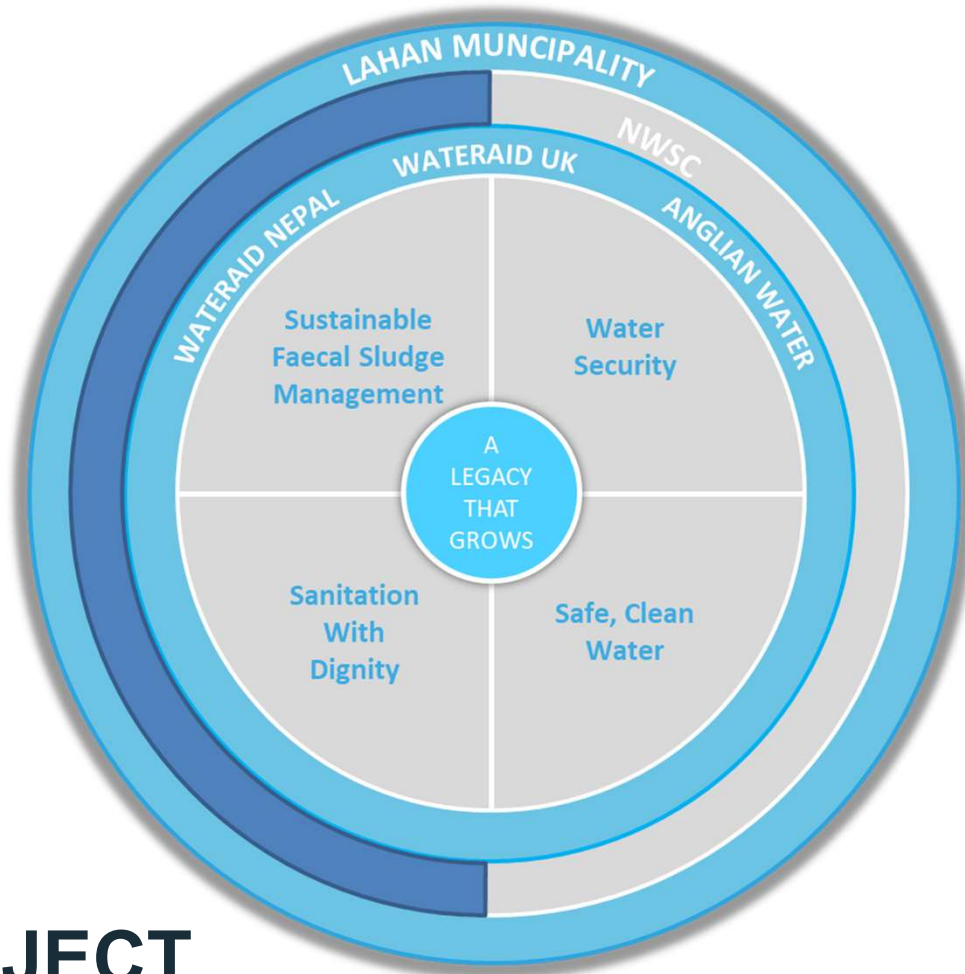 LAHAN MUNCIPALITY
NWSC
WATERAID NEPAL
WATERAID UK
ANGLIAN WATER
Sustainable
Faecal Sludge
Management
Water
Security
A
LEGACY
THAT
GROWS
Sanitation
With
Dignity
Safe, Clean
Water
JECT